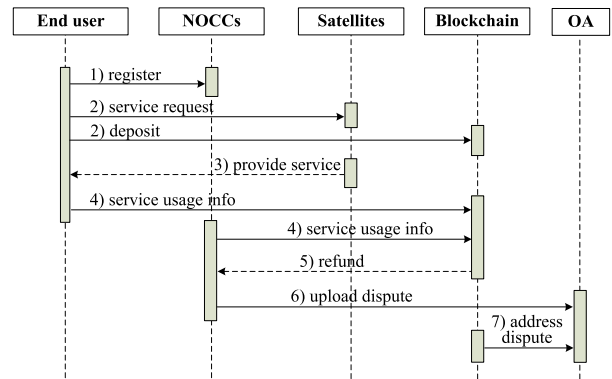 End user NOCCs Satellites Blockchain OA
1) register
2) service request
2) deposit
3) provide service
4) service usage info
4) service usage info
5) refund
6) upload dispute
7) address
dispute